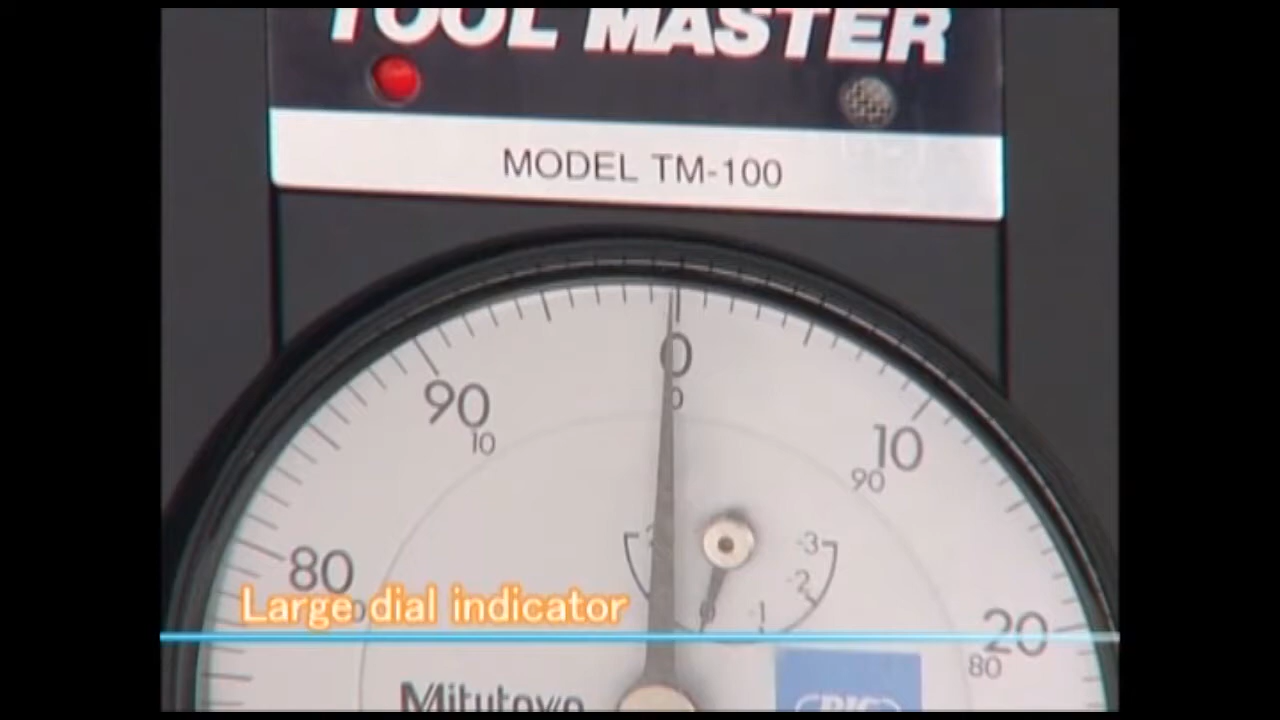 TOOL MASTER
MODEL TM-100
0
0
90
10
10
90
-3
-2
80
0
-1
Large dial indicator
20
80
Mitutoyo
BIG